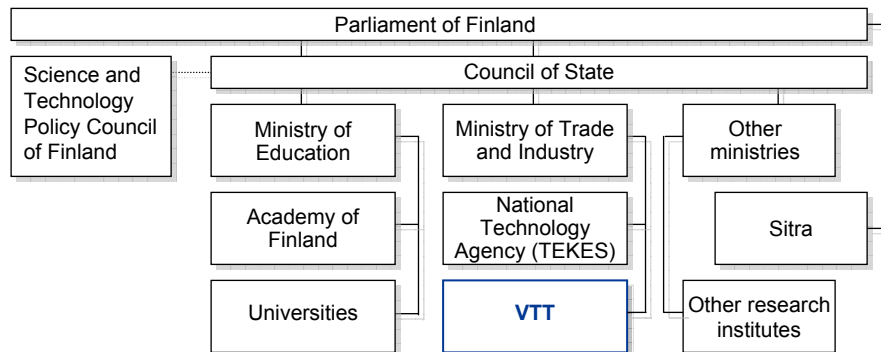 Parliament of Finland
Science and
Technology
Policy Council
of Finland
Council of State
Ministry of
Education
Ministry of Trade
and Industry
Other
ministries
Academy of
Finland
National
Technology
Agency (TEKES)
Sitra
Universities
VTT
Other research
institutes